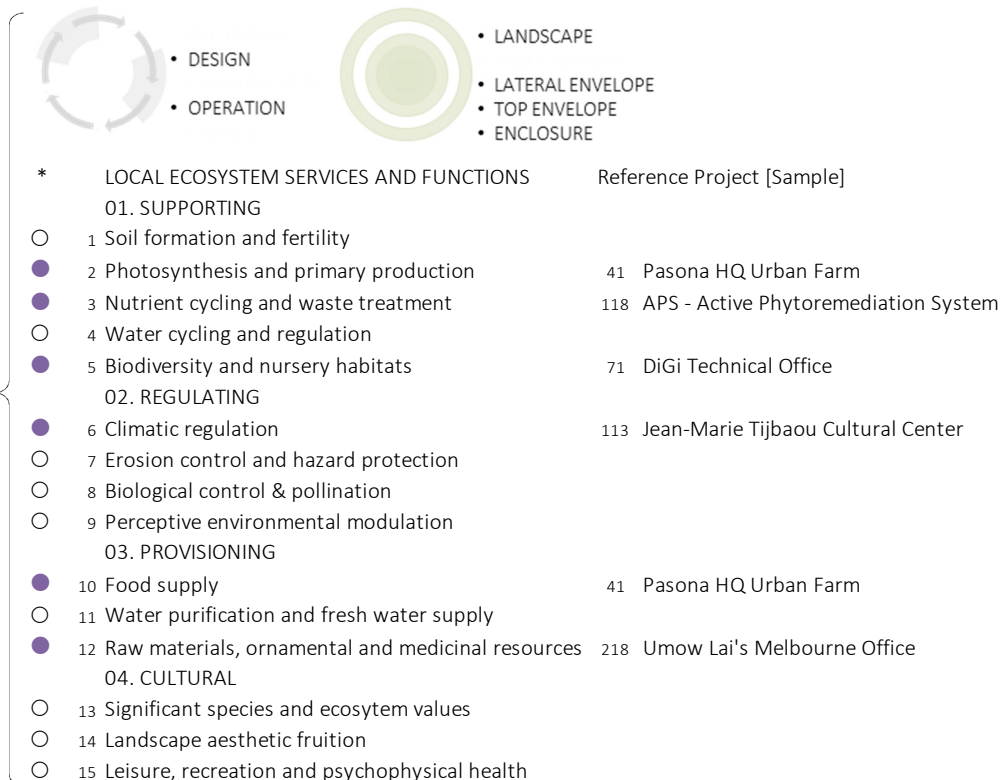 • DESIGN
• OPERATION
• LANDSCAPE
• LATERAL ENVELOPE
• TOP ENVELOPE
• ENCLOSURE
* LOCAL ECOSYSTEM SERVICES AND FUNCTIONS Reference Project [Sample]
01. SUPPORTING
1 Soil formation and fertility
2 Photosynthesis and primary production 41 Pasona HQ Urban Farm
3 Nutrient cycling and waste treatment 118 APS - Active Phytoremediation System
4 Water cycling and regulation
5 Biodiversity and nursery habitats 71 DiGi Technical Office
02. REGULATING
6 Climatic regulation 113 Jean-Marie Tijbaou Cultural Center
7 Erosion control and hazard protection
8 Biological control & pollination
9 Perceptive environmental modulation
03. PROVISIONING
10 Food supply 41 Pasona HQ Urban Farm
11 Water purification and fresh water supply
12 Raw materials, ornamental and medicinal resources 218 Umow Lai's Melbourne Office
04. CULTURAL
13 Significant species and ecosytem values
14 Landscape aesthetic fruition
15 Leisure, recreation and psychophysical health